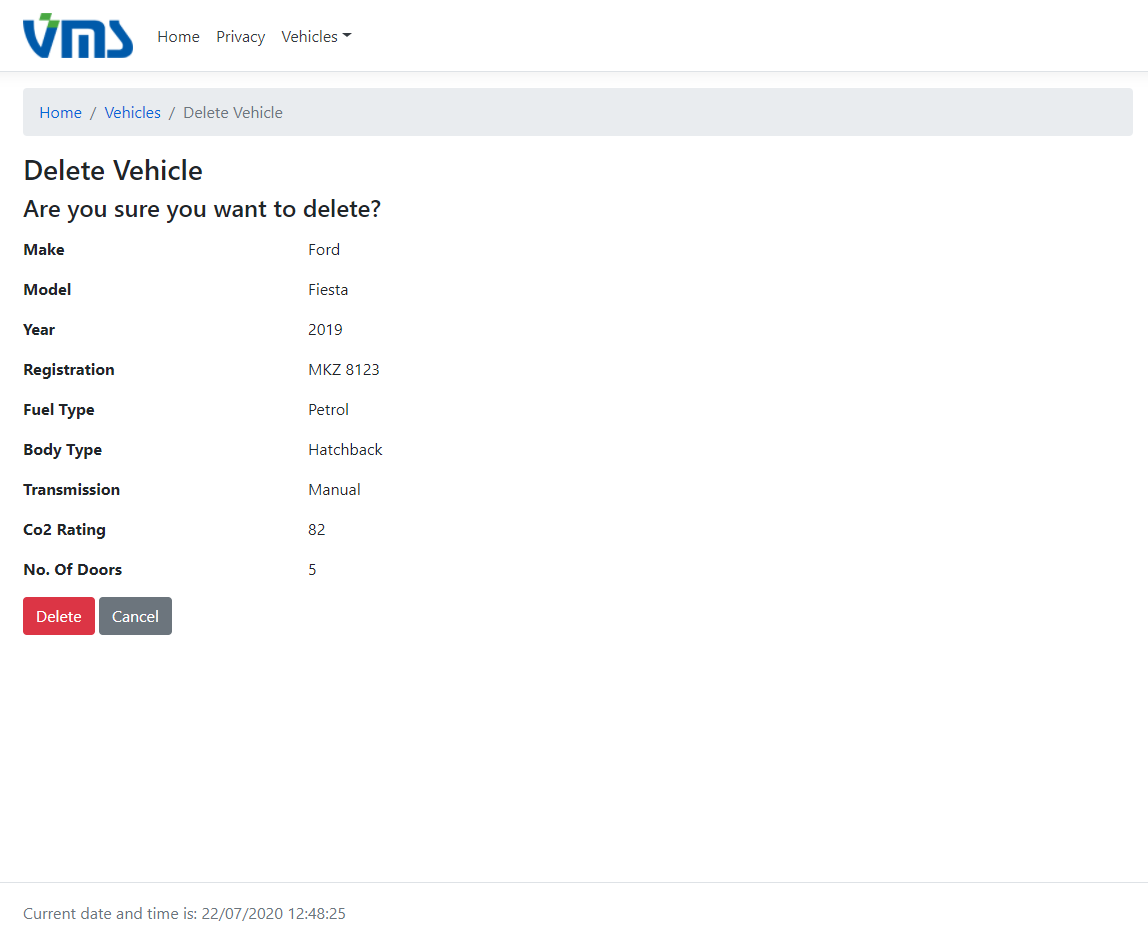 vms Home Privacy Vehicles
Home / Vehicles / Delete Vehicle
Delete Vehicle
Are you sure you want to delete?
Make Ford
Model Fiesta
Year 2019
Registration MKZ 8123
Fuel Type Petrol
Body Type Hatchback
Transmission Manual
Co2 Rating 82
No. Of Doors 5
Delete Cancel
Current date and time is: 22/07/2020 12:48:25